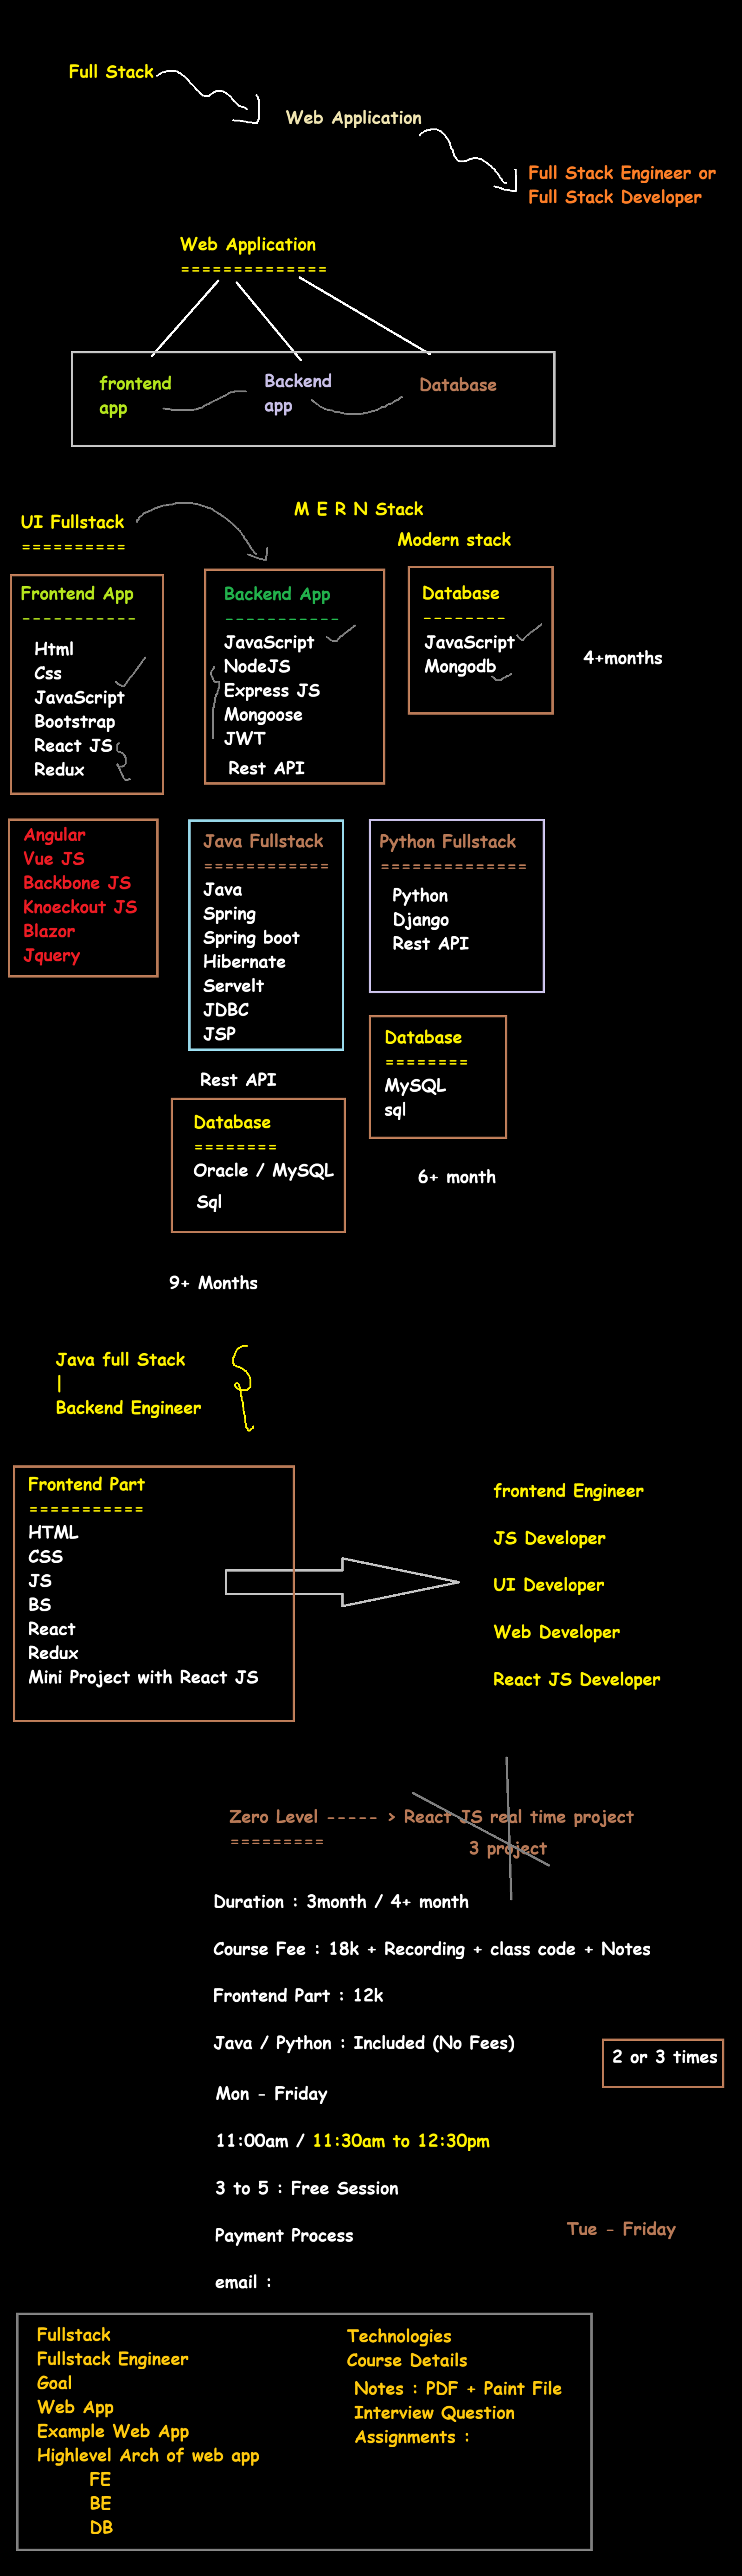 Full Stack
Web Application
Full Stack Engineer or
Full Stack Developer
Web Application
==============
frontend
app
Backend
app
Database
UI Fullstack
==========
M E R N Stack
Modern stack
Frontend App
-----------
Html
Css
JavaScript
Bootstrap
React JS
Redux
Backend App
-----------
JavaScript
NodeJS
Express JS
Mongoose
JWT
Rest API
Database
--------
JavaScript
Mongodb
4+months
Angular
Vue JS
Backbone JS
Knoeckout JS
Blazor
Jquery
Java Fullstack
============
Java
Spring
Spring boot
Hibernate
Servelt
JDBC
JSP
Rest API
Python Fullstack
==============
Python
Django
Rest API
Database
========
MySQL
sql
Database
========
Oracle / MySQL
Sql
6+ month
9+ Months
Java full Stack
|
Backend Engineer
Frontend Part
===========
HTML
CSS
JS
BS
React
Redux
Mini Project with React JS
frontend Engineer
JS Developer
UI Developer
Web Developer
React JS Developer
Zero Level ----- > React JS real time project
=========
3 project
Duration : 3month / 4+ month
Course Fee : 18k + Recording + class code + Notes
Frontend Part : 12k
Java / Python : Included (No Fees)
2 or 3 times
Mon - Friday
11:00am / 11:30am to 12:30pm
3 to 5 : Free Session
Payment Process
Tue - Friday
email :
Fullstack
Fullstack Engineer
Goal
Web App
Example Web App
Highlevel Arch of web app
FE
BE
DB
Technologies
Course Details
Notes : PDF + Paint File
Interview Question
Assignments :